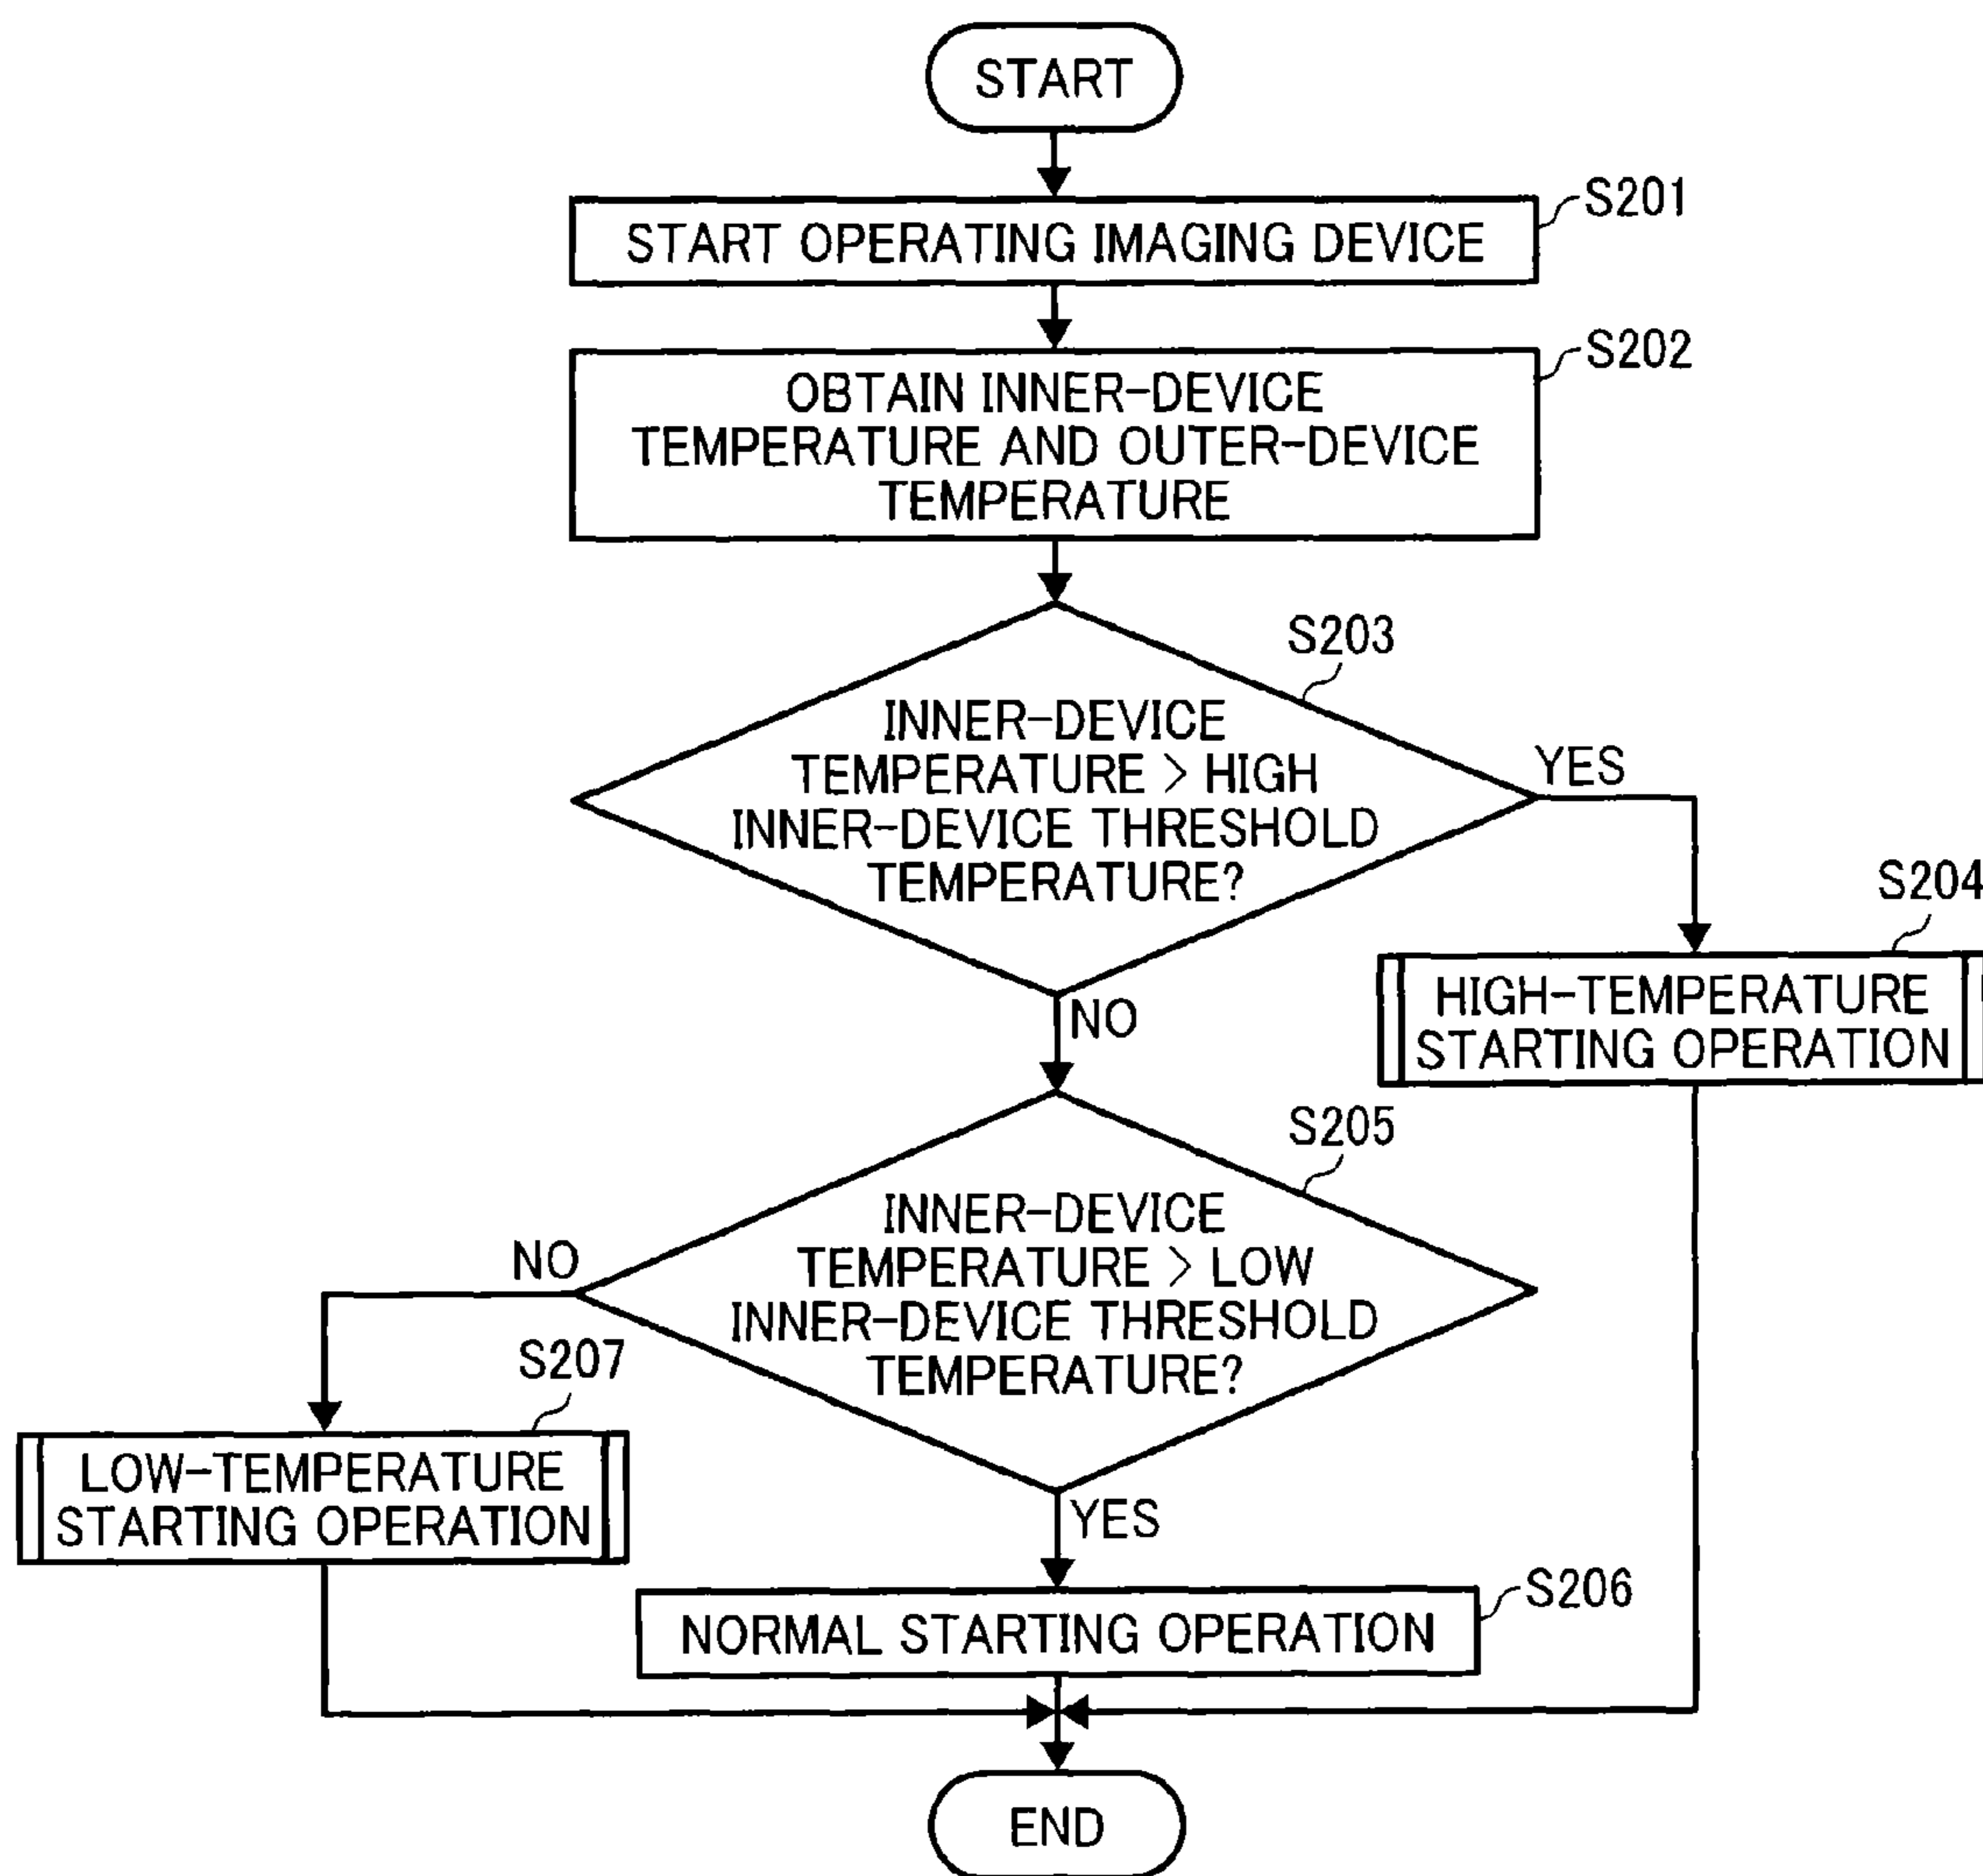 START
START OPERATING IMAGING DEVICE
S201
OBTAIN INNER-DEVICE
TEMPERATURE AND OUTER-DEVICE
TEMPERATURE
S202
INNER-DEVICE
TEMPERATURE > HIGH
INNER-DEVICE THRESHOLD
TEMPERATURE?
S203
YES
S204
HIGH-TEMPERATURE
STARTING OPERATION
NO
S205
INNER-DEVICE
TEMPERATURE > LOW
INNER-DEVICE THRESHOLD
TEMPERATURE?
NO
S207
LOW-TEMPERATURE
STARTING OPERATION
YES
S206
NORMAL STARTING OPERATION
END